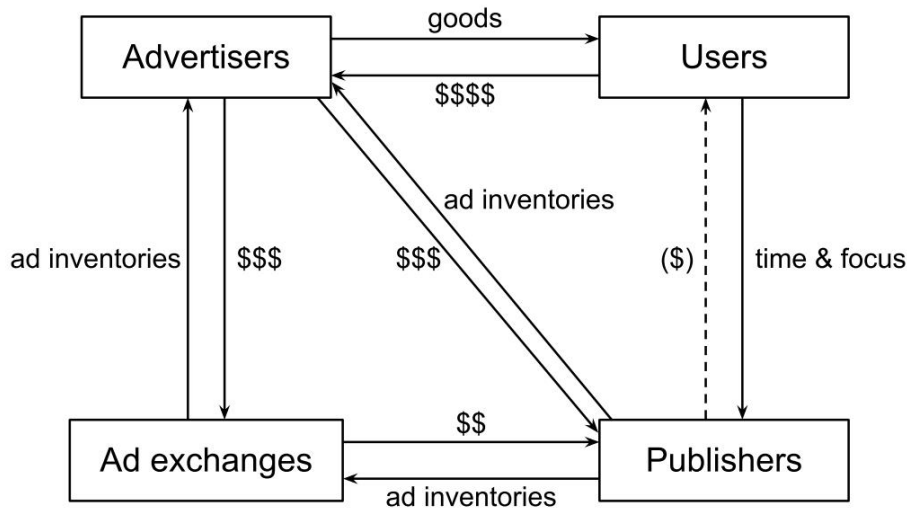 goods
Advertisers
Users
$$$$
ad inventories
ad inventories
$$$
$$$
($)
time & focus
$$
Ad exchanges
Publishers
ad inventories